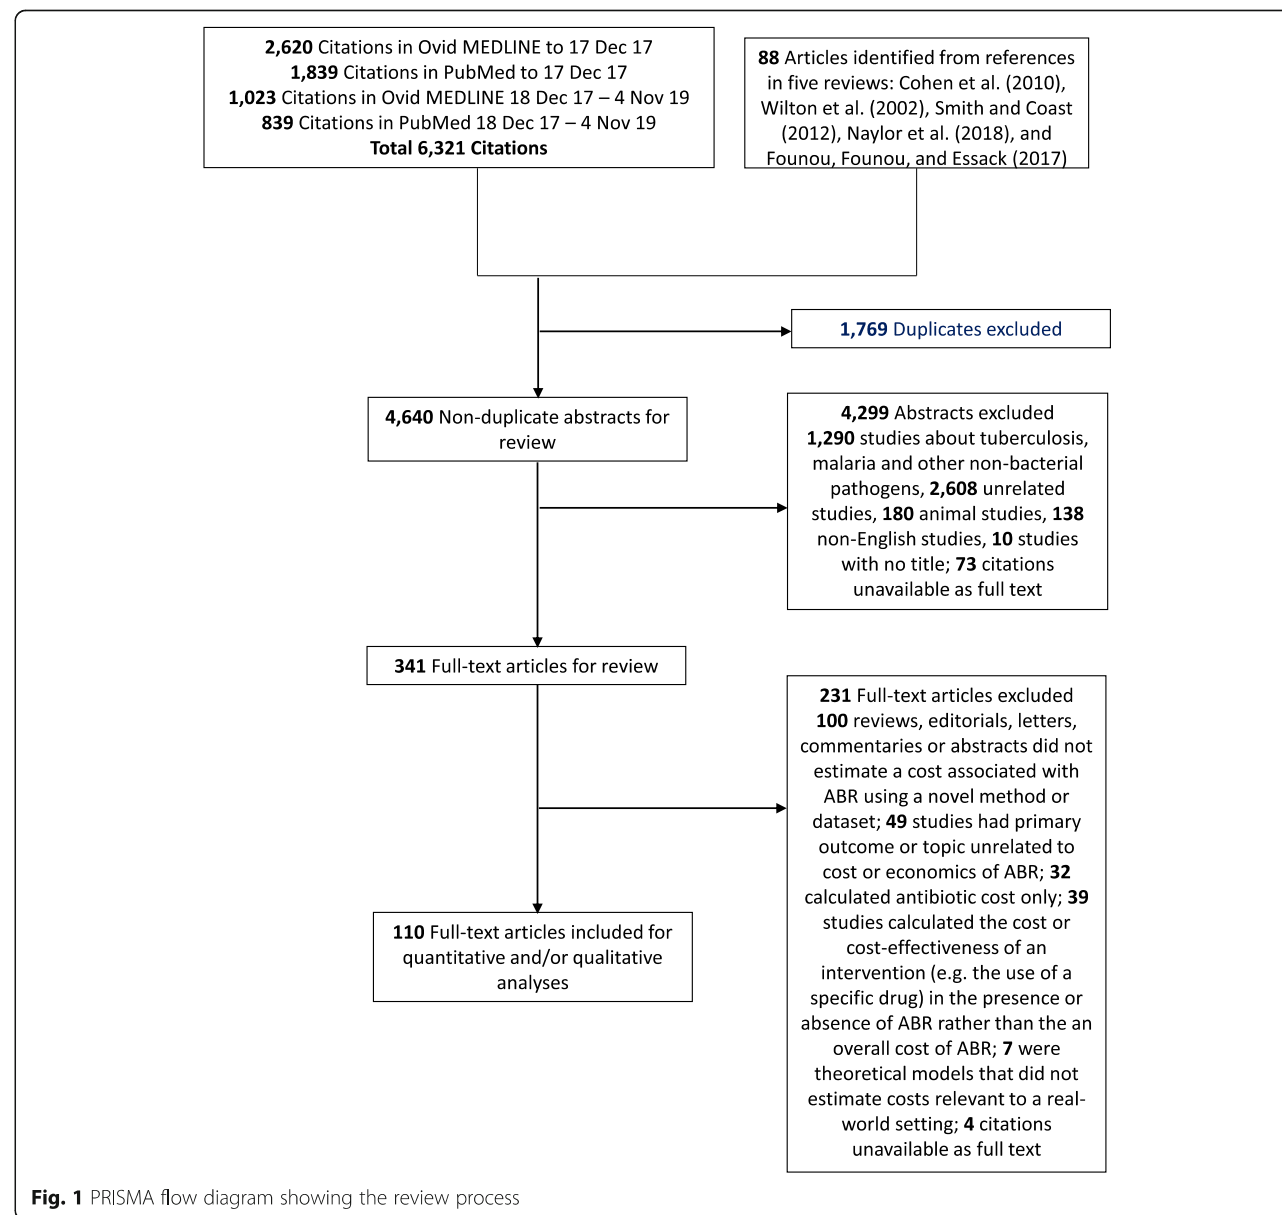 2,620 Citations in Ovid MEDLINE to 17 Dec 17
1,839 Citations in PubMed to 17 Dec 17
1,023 Citations in Ovid MEDLINE 18 Dec 17 – 4 Nov 19
839 Citations in PubMed 18 Dec 17 – 4 Nov 19
Total 6,321 Citations
88 Articles identified from references
in five reviews: Cohen et al. (2010),
Wilton et al. (2002), Smith and Coast
(2012), Naylor et al. (2018), and
Founou, Founou, and Essack (2017)
1,769 Duplicates excluded
4,640 Non-duplicate abstracts for
review
4,299 Abstracts excluded
1,290 studies about tuberculosis,
malaria and other non-bacterial
pathogens, 2,608 unrelated
studies, 180 animal studies, 138
non-English studies, 10 studies
with no title; 73 citations
unavailable as full text
341 Full-text articles for review
231 Full-text articles excluded
100 reviews, editorials, letters,
commentaries or abstracts did not
estimate a cost associated with
ABR using a novel method or
dataset; 49 studies had primary
outcome or topic unrelated to
cost or economics of ABR; 32
calculated antibiotic cost only; 39
studies calculated the cost or
cost-effectiveness of an
intervention (e.g. the use of a
specific drug) in the presence or
absence of ABR rather than the an
overall cost of ABR; 7 were
theoretical models that did not
estimate costs relevant to a real-
world setting; 4 citations
unavailable as full text
110 Full-text articles included for
quantitative and/or qualitative
analyses
Fig. 1 PRISMA flow diagram showing the review process